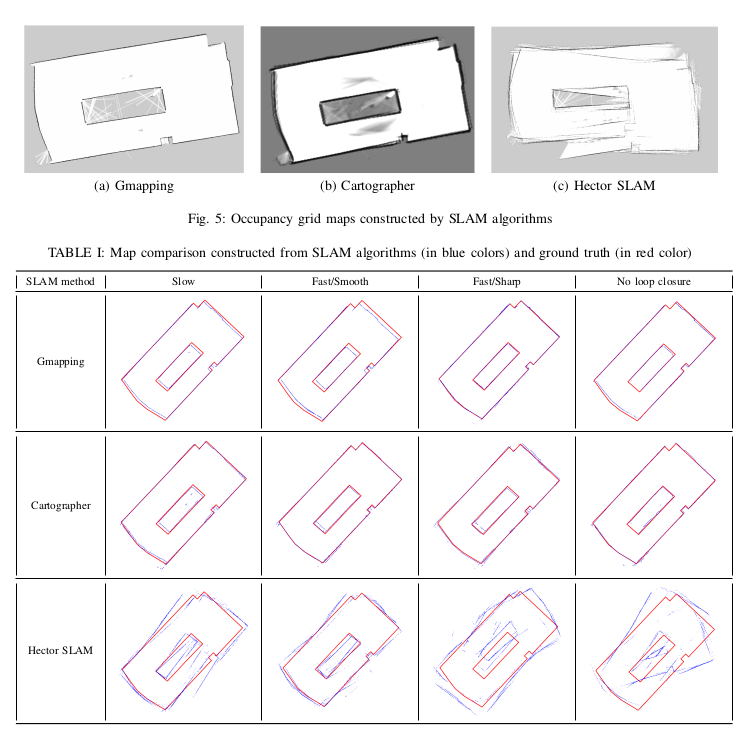 (a) Gmapping
(b) Cartographer
(c) Hector SLAM
Fig. 5: Occupancy grid maps constructed by SLAM algorithms
TABLE I: Map comparison constructed from SLAM algorithms (in blue colors) and ground truth (in red color)
SLAM method Slow Fast/Smooth Fast/Sharp No loop closure
Gmapping
Cartographer
Hector SLAM